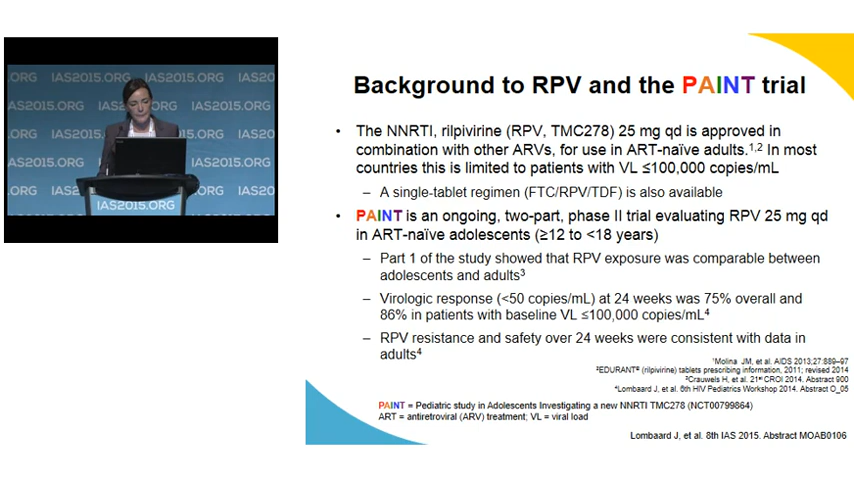 ORG IAS2015.ORG IAS2015.ORG
IAS2015.ORG
IAS2015.ORG
IAS2015.ORG
IAS2015.ORG
IAS2015.ORG
Background to RPV and the PAINT trial
• The NNRTI, rilpivirine (RPV, TMC278) 25 mg qd is approved in
combination with other ARVs, for use in ART-naïve adults.1,2 In most
countries this is limited to patients with VL ≤100,000 copies/mL
– A single-tablet regimen (FTC/RPV/TDF) is also available
• PAINT is an ongoing, two-part, phase II trial evaluating RPV 25 mg qd
in ART-naïve adolescents (≥12 to <18 years)
– Part 1 of the study showed that RPV exposure was comparable between
adolescents and adults3
– Virologic response (<50 copies/mL) at 24 weeks was 75% overall and
86% in patients with baseline VL ≤100,000 copies/mL4
– RPV resistance and safety over 24 weeks were consistent with data in
adults4
1Molina JM, et al. AIDS 2013;27:889–97
2EDURANT® (rilpivirine) tablets prescribing information, 2011; revised 2014
3Crauwels H, et al. 21st CROI 2014. Abstract 900
4Lombaard J, et al. 6th HIV Pediatrics Workshop 2014. Abstract O_05
PAINT = Pediatric study in Adolescents Investigating a new NNRTI TMC278 (NCT00799864)
ART = antiretroviral (ARV) treatment; VL = viral load
Lombaard J, et al. 8th IAS 2015. Abstract MOAB0106